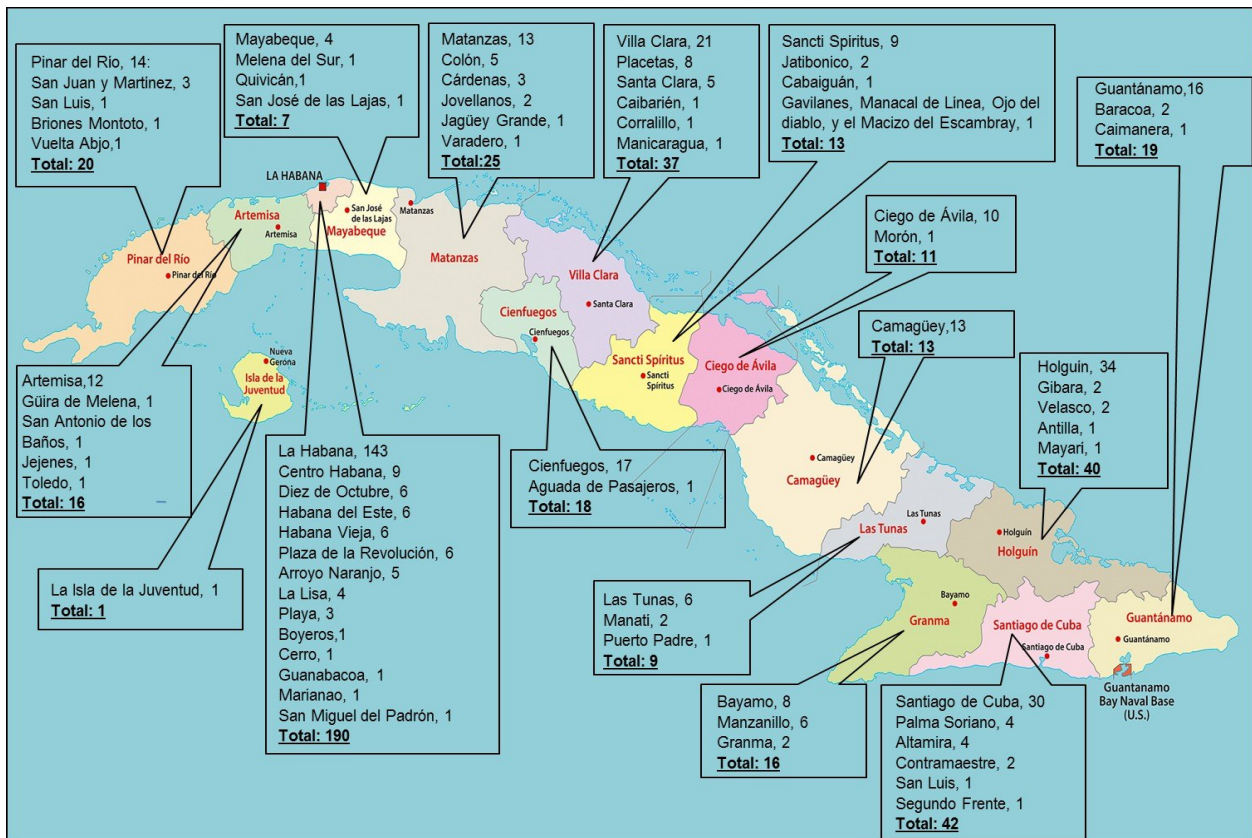 Pinar del Rio, 14:
San Juan y Martinez, 3
San Luis, 1
Briones Montoto, 1
Vuelta Abjo,1
Total: 20
Mayabeque, 4
Melena del Sur, 1
Quivicán,1
San José de las Lajas, 1
Total: 7
Matanzas, 13
Colón, 5
Cárdenas, 3
Jovellanos, 2
Jagüey Grande, 1
Varadero, 1
Total:25
Villa Clara, 21
Placetas, 8
Santa Clara, 5
Caibarién, 1
Corralillo, 1
Manicaragua, 1
Total: 37
Sancti Spiritus, 9
Jatibonico, 2
Cabaiguán, 1
Gavilanes, Manacal de Linea, Ojo del
diablo, y el Macizo del Escambray, 1
Total: 13
Guantánamo,16
Baracoa, 2
Caimanera, 1
Total: 19
Ciego de Ávila, 10
Morón, 1
Total: 11
Camagüey,13
Total: 13
Holguin, 34
Gibara, 2
Velasco, 2
Antilla, 1
Mayarí, 1
Total: 40
LA HABANA
Artemisa
Artemisa
San José
de las Lajas
Mayabeque
Matanzas
Matanzas
Pinar del Río
Pinar del Río
Villa Clara
Santa Clara
Cienfuegos
Cienfuegos
Sancti Spíritus
Sancti
Spíritus
Ciego de Ávila
Ciego de Ávila
Nueva
Gerona
Isla de la
Juventud
Camagüey
Camagüey
Las Tunas
Las Tunas
Holguín
Holguín
Bayamo
Granma
Santiago de Cuba
Santiago de Cuba
Guantánamo
Guantánamo
Guantanamo
Bay Naval Base
(U.S.)
Artemisa,12
Güira de Melena, 1
San Antonio de los
Baños, 1
Jejenes, 1
Toledo, 1
Total: 16
La Isla de la Juventud, 1
Total: 1
La Habana, 143
Centro Habana, 9
Diez de Octubre, 6
Habana del Este, 6
Habana Vieja, 6
Plaza de la Revolución, 6
Arroyo Naranjo, 5
La Lisa, 4
Playa, 3
Boyeros,1
Cerro, 1
Guanabacoa, 1
Marianao, 1
San Miguel del Padrón, 1
Total: 190
Cienfuegos, 17
Aguada de Pasajeros, 1
Total: 18
Las Tunas, 6
Manatí, 2
Puerto Padre, 1
Total: 9
Bayamo, 8
Manzanillo, 6
Granma, 2
Total: 16
Santiago de Cuba, 30
Palma Soriano, 4
Altamira, 4
Contramaestre, 2
San Luis, 1
Segundo Frente, 1
Total: 42